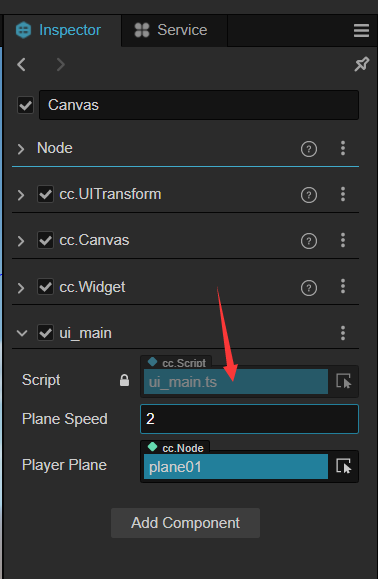 Inspector
Service
Canvas
Node
cc.UITransform
cc.Canvas
cc.Widget
ui_main
cc.Script
Script
ui_main.ts
Plane Speed
2
cc.Node
Player Plane
plane01
Add Component